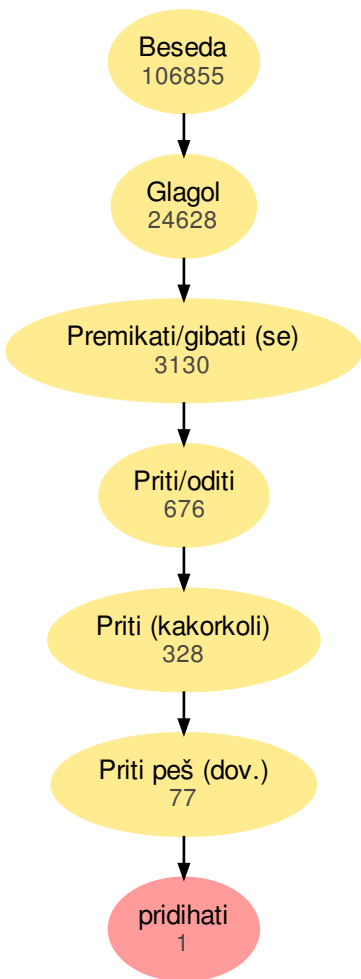 Beseda
106855
Glagol
24628
Premikati/gibati (se)
3130
Priti/oditi
676
Priti (kakorkoli)
328
Priti peš (dov.)
77
pridihati
1